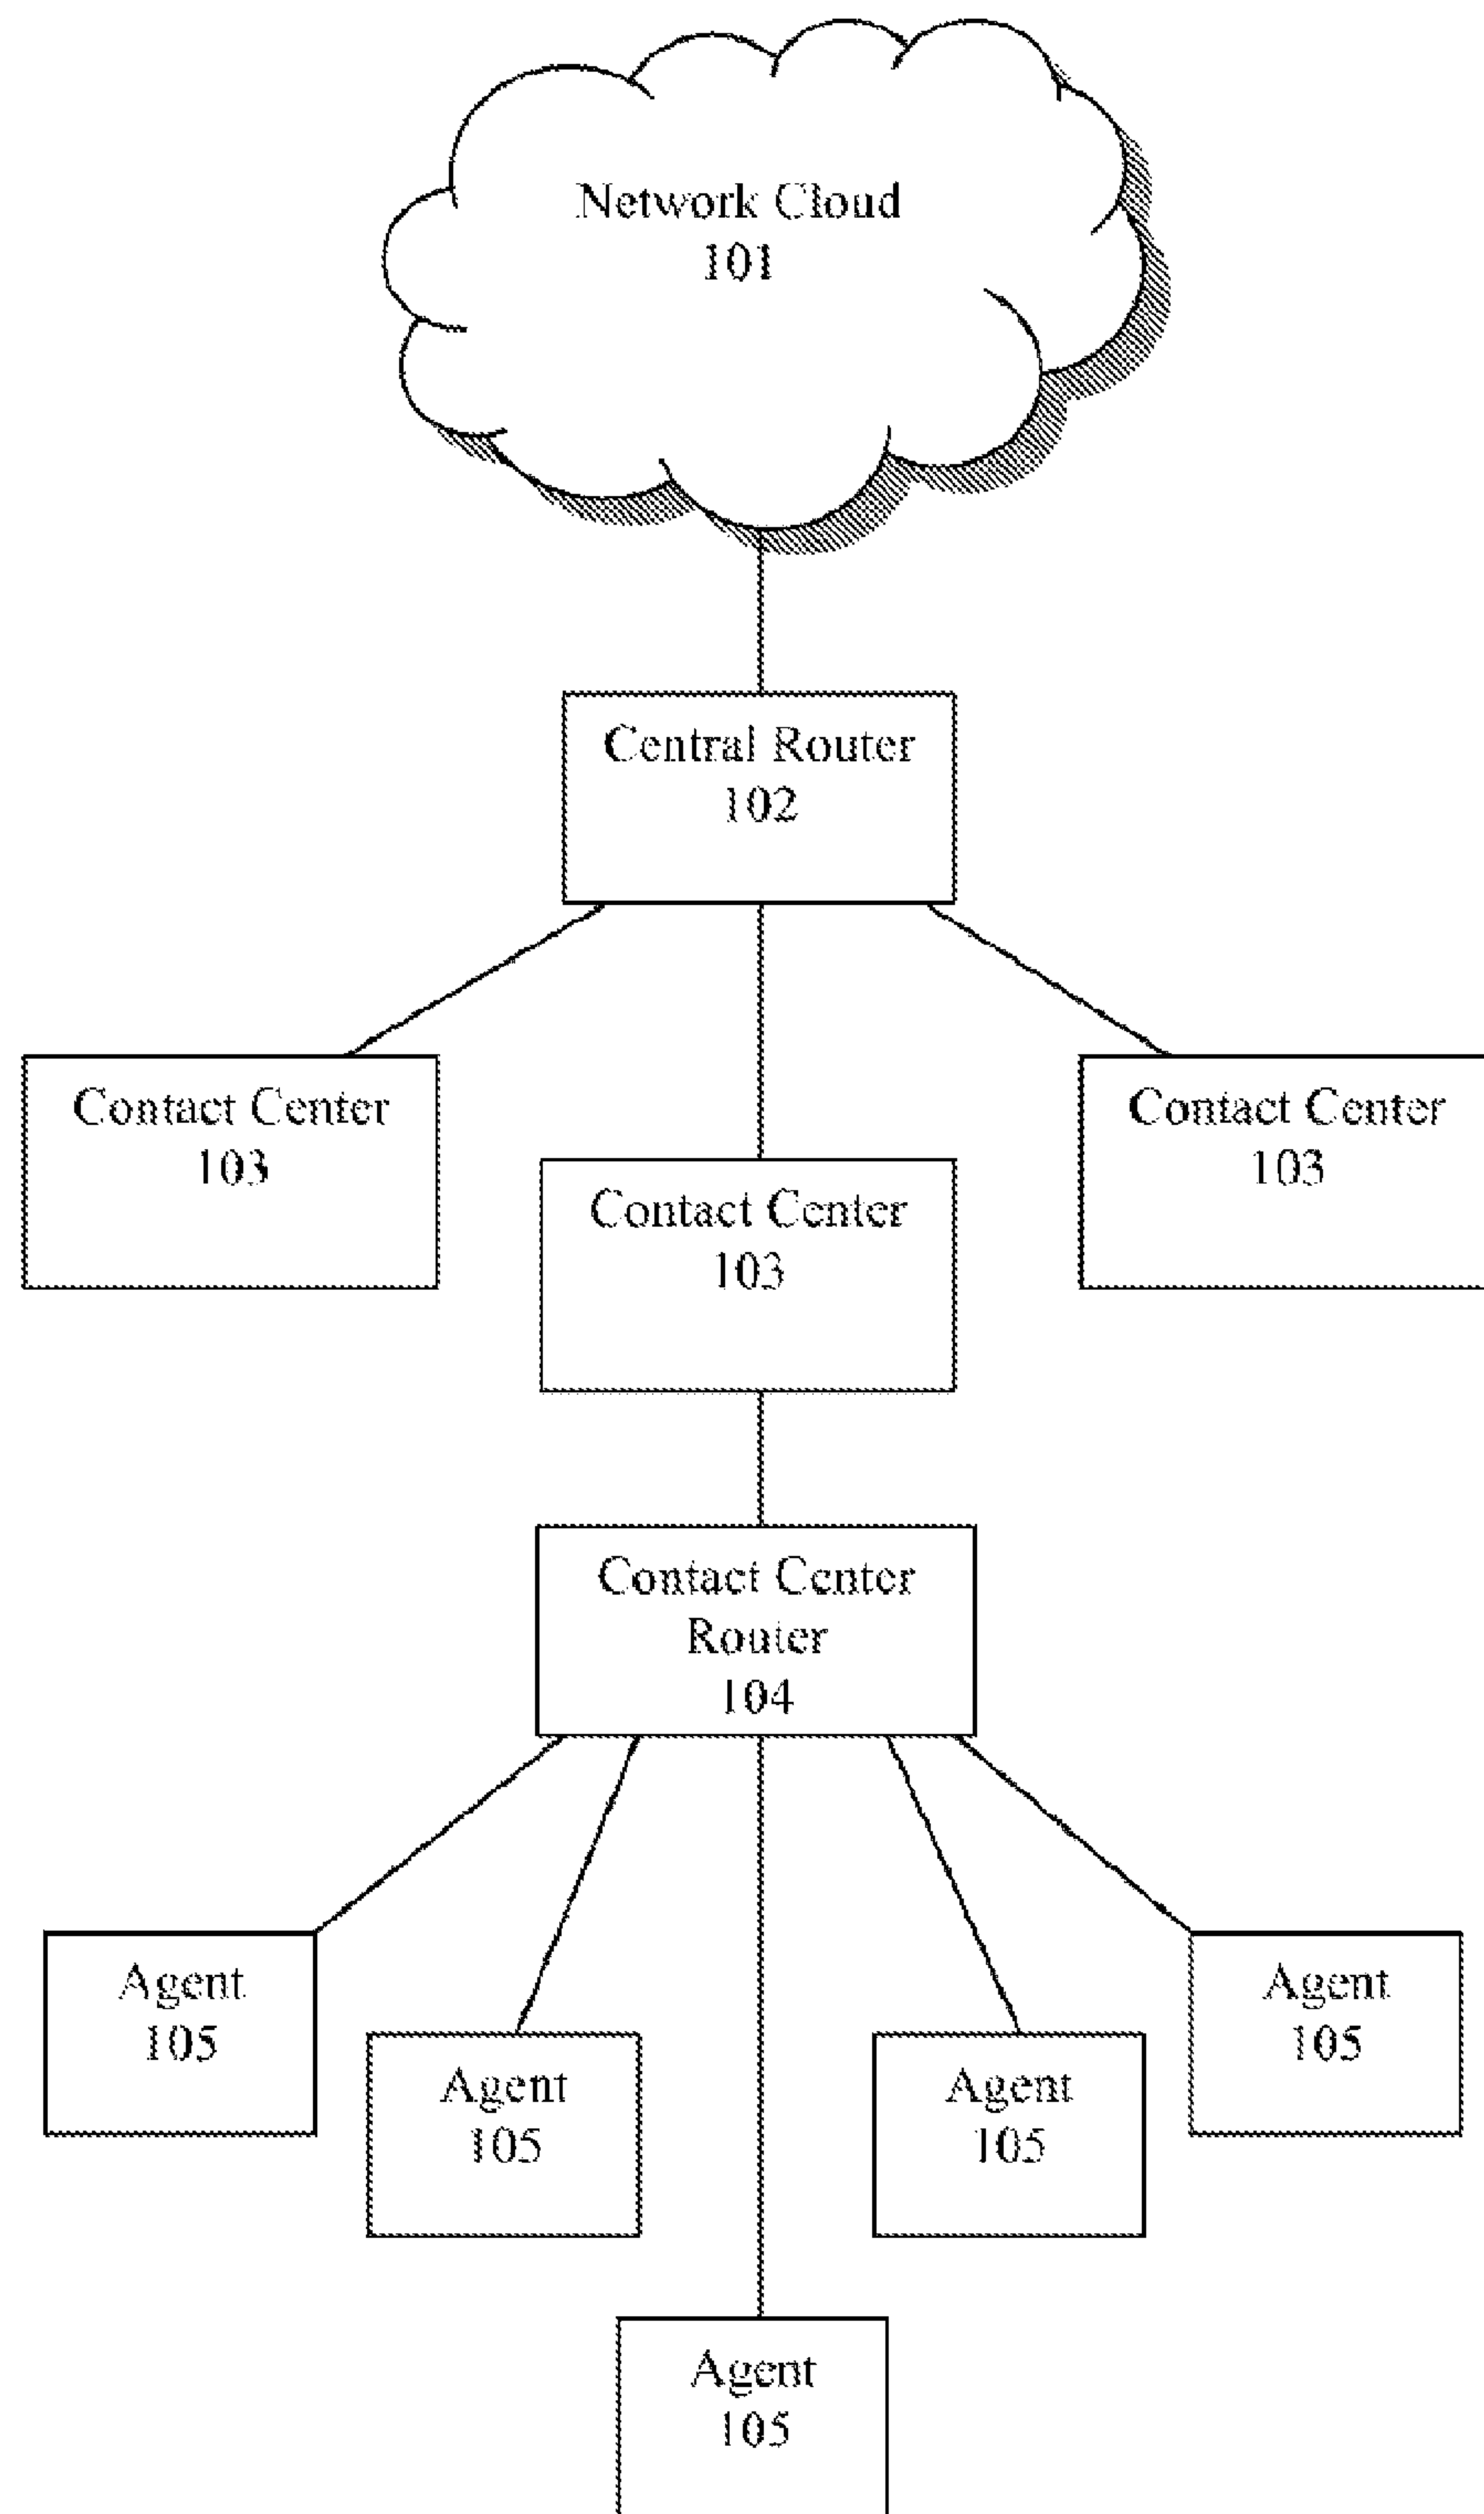 Network Cloud
101
Central Router
102
Contact Center
103
Contact Center
103
Contact Center
103
Contact Center
Router
104
Agent
105
Agent
105
Agent
105
Agent
105
Agent
105